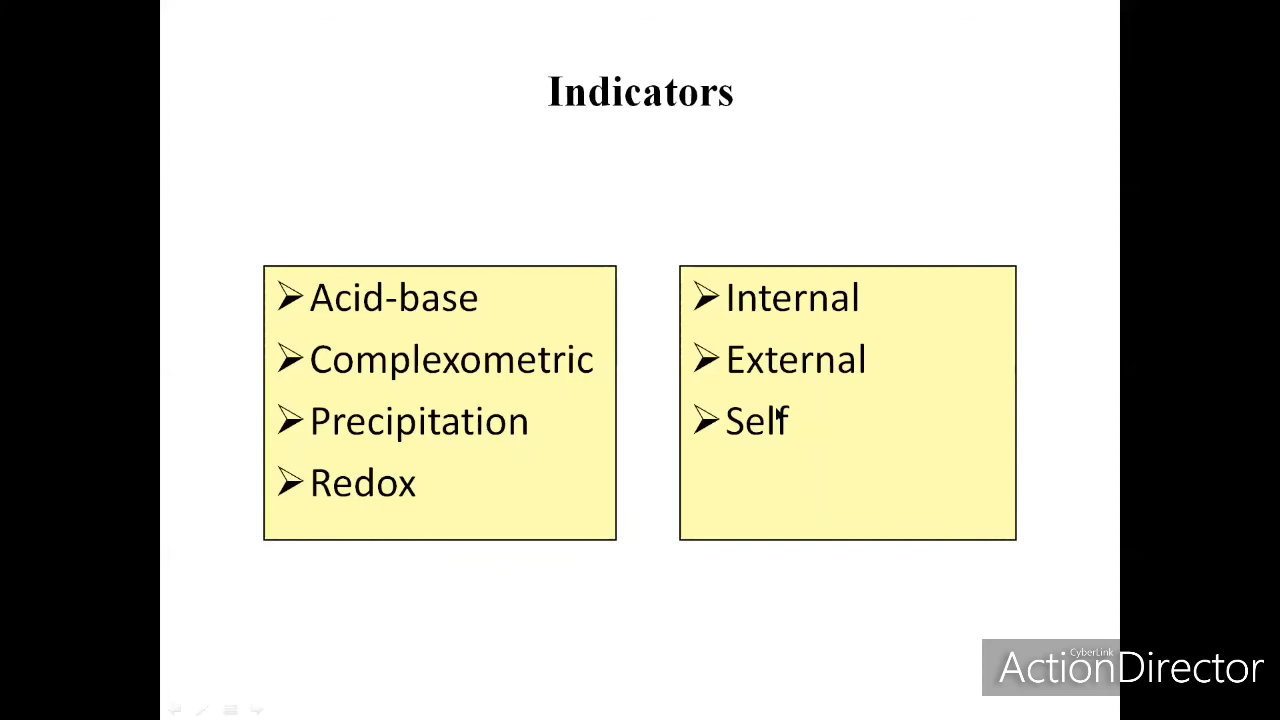 Indicators
Acid-base
Complexometric
Precipitation
Redox
Internal
External
Self
CyberLink
ActionDirector